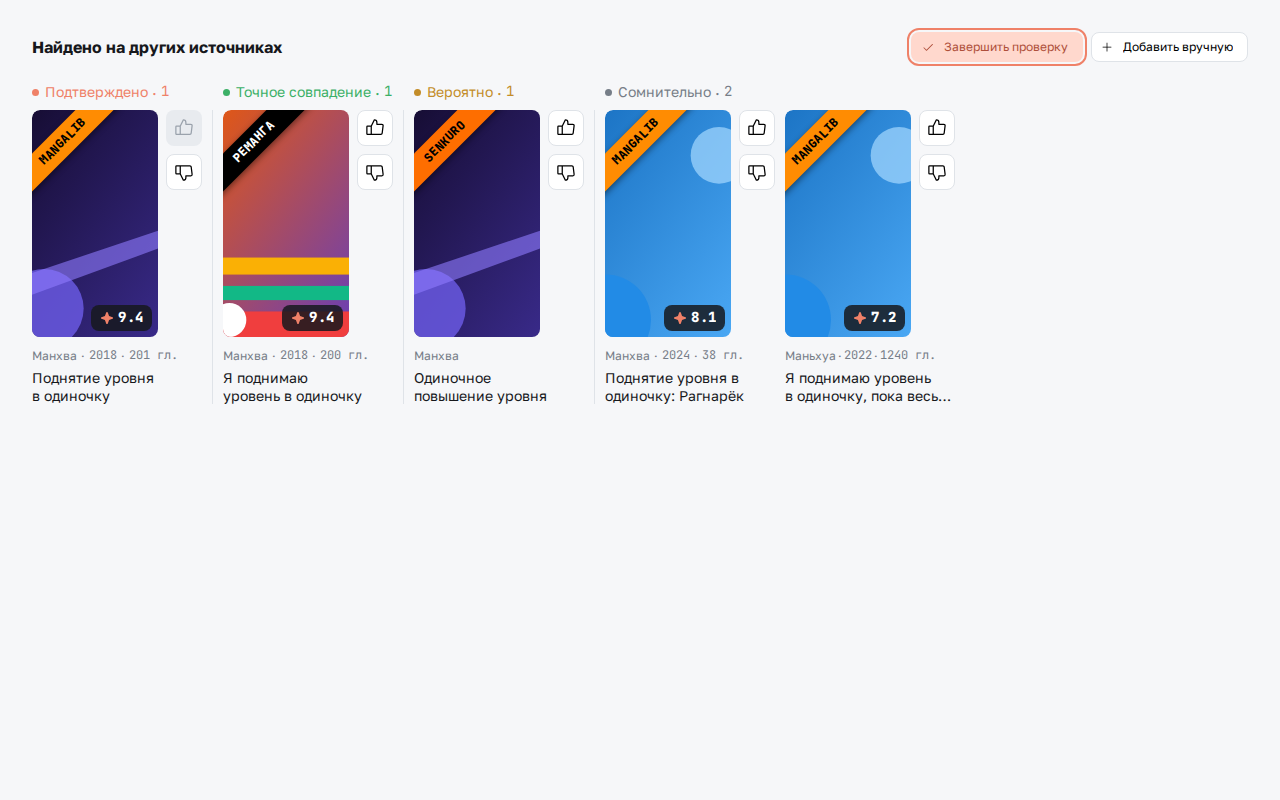 Найдено на других источниках
Завершить проверку
Добавить вручную
Подтверждено · 1
Точное совпадение · 1
Вероятно · 1
Сомнительно · 2
MANGALIB
РЕМАНГА
SENKURO
MANGALIB
MANGALIB
9.4
9.4
8.1
7.2
Манхва · 2018 · 201 гл.
Поднятие уровня
в одиночку
Манхва · 2018 · 200 гл.
Я поднимаю
уровень в одиночку
Манхва
Одиночное
повышение уровня
Манхва · 2024 · 38 гл.
Поднятие уровня в
одиночку: Рагнарёк
Маньхуа · 2022 · 1240 гл.
Я поднимаю уровень
в одиночку, пока весь…